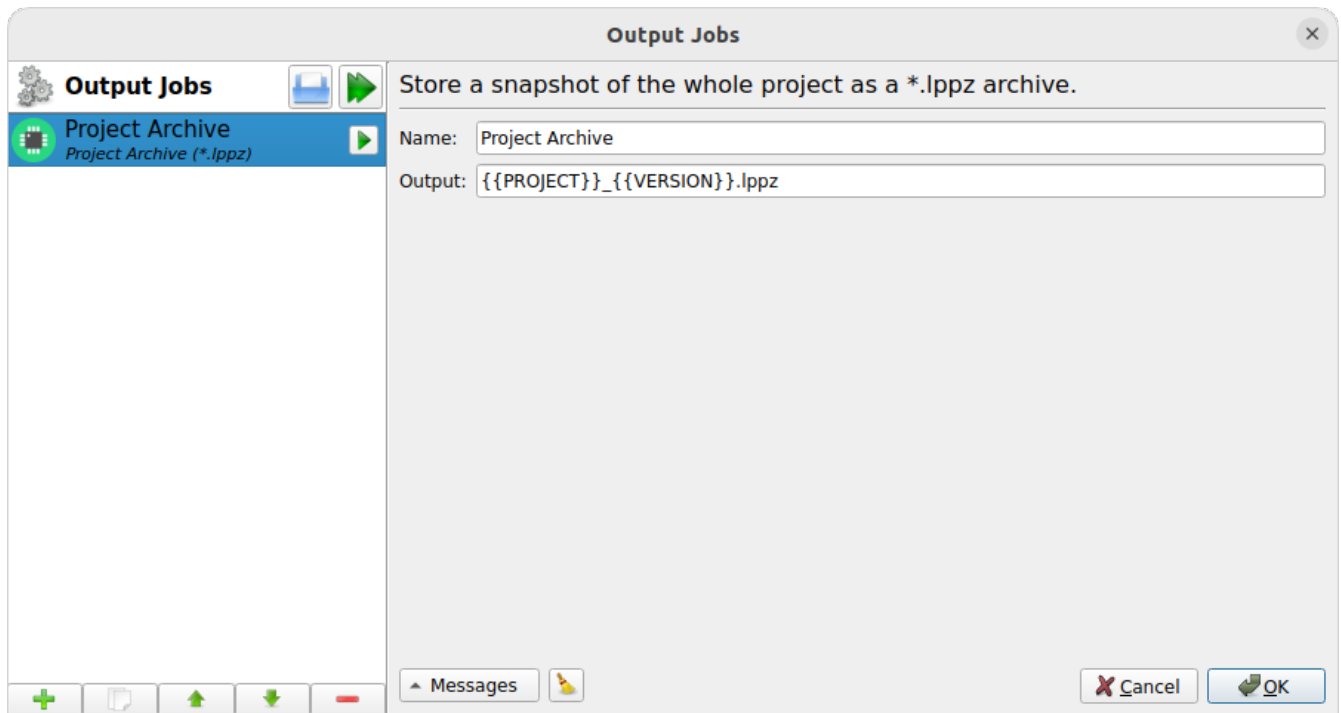 Output Jobs
Output Jobs
Project Archive
Project Archive (*.lppz)
Store a snapshot of the whole project as a *.lppz archive.
Name: Project Archive
Output: {{PROJECT}}_{{VERSION}}.lppz
Messages
Cancel
OK